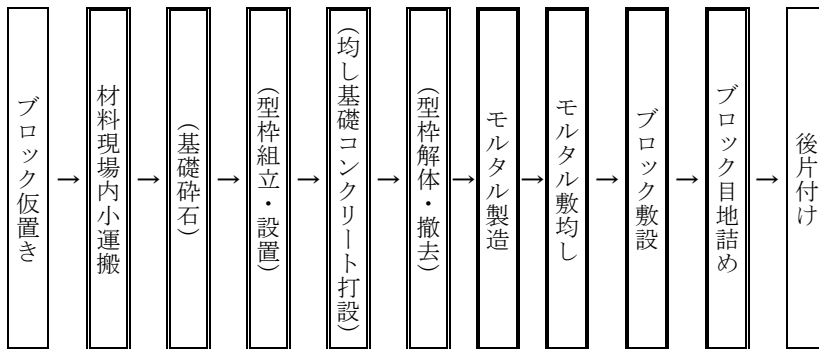 ブロック仮置き
→
材料現場内小運搬
→
(基礎砕石)
→
(型枠組立・設置)
→
(均し基礎コンクリート打設)
→
(型枠解体・撤去)
→
モルタル製造
→
モルタル敷均し
→
ブロック敷設
→
ブロック目地詰め
→
後片付け